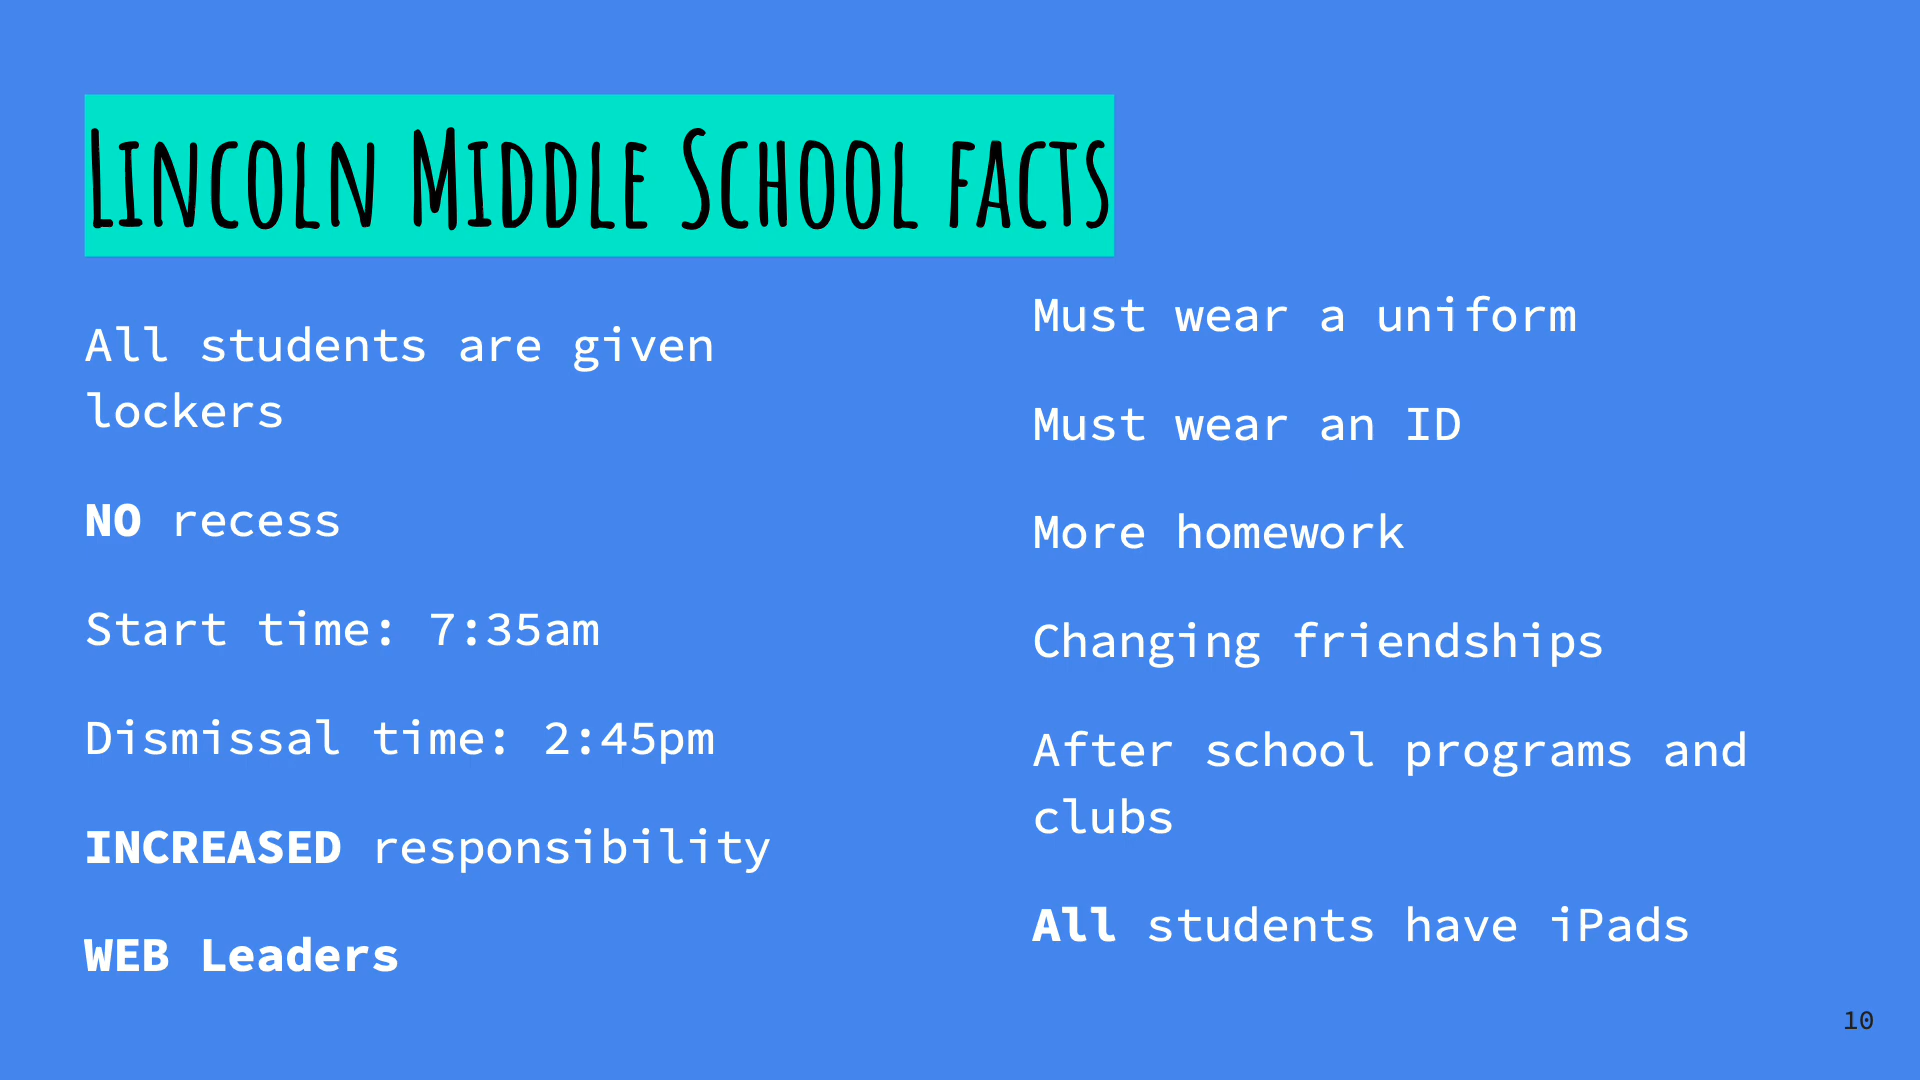 Lincoln Middle School facts
All students are given
lockers
NO recess
Start time: 7:35am
Dismissal time: 2:45pm
INCREASED responsibility
WEB Leaders
Must wear a uniform
Must wear an ID
More homework
Changing friendships
After school programs and
clubs
All students have iPads
10